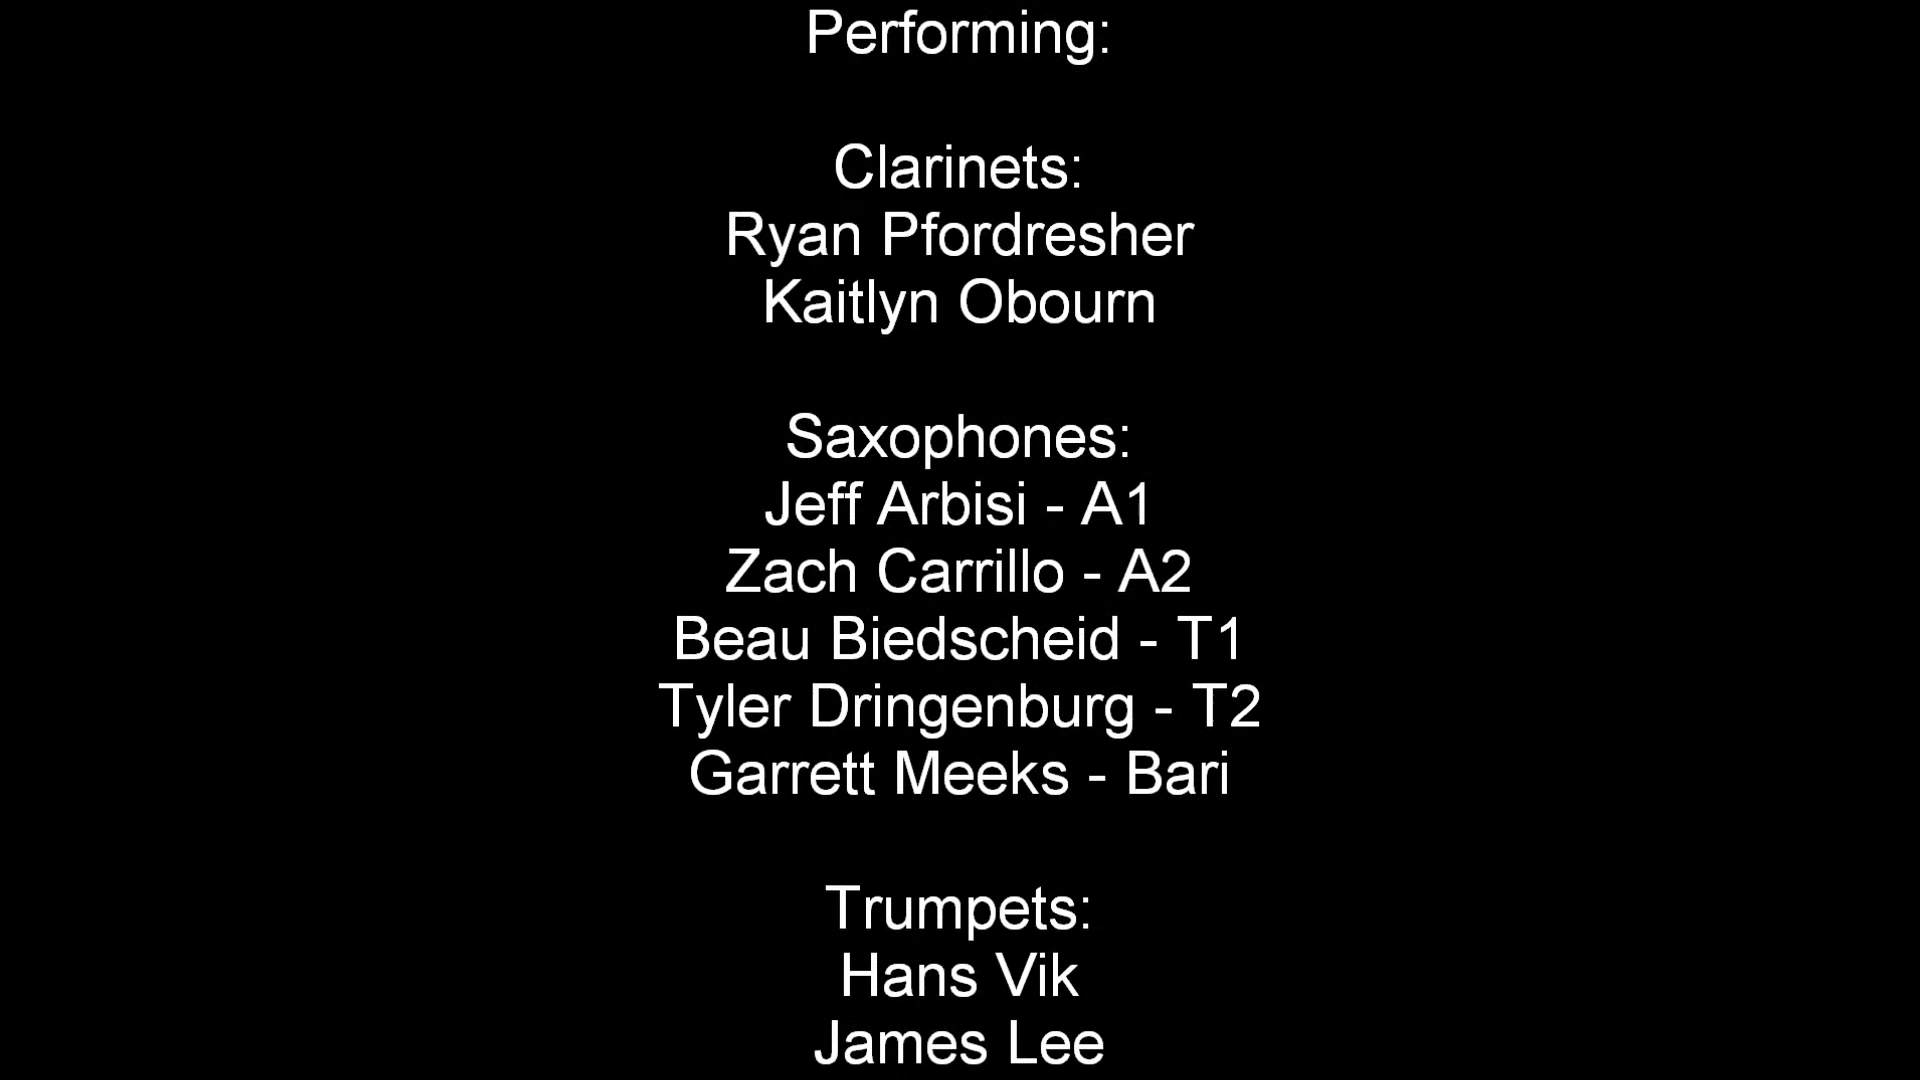 Performing:
Clarinets:
Ryan Pfordresher
Kaitlyn Obourn
Saxophones:
Jeff Arbisi - A1
Zach Carrillo - A2
Beau Biedscheid - T1
Tyler Dringenburg - T2
Garrett Meeks - Bari
Trumpets:
Hans Vik
James Lee